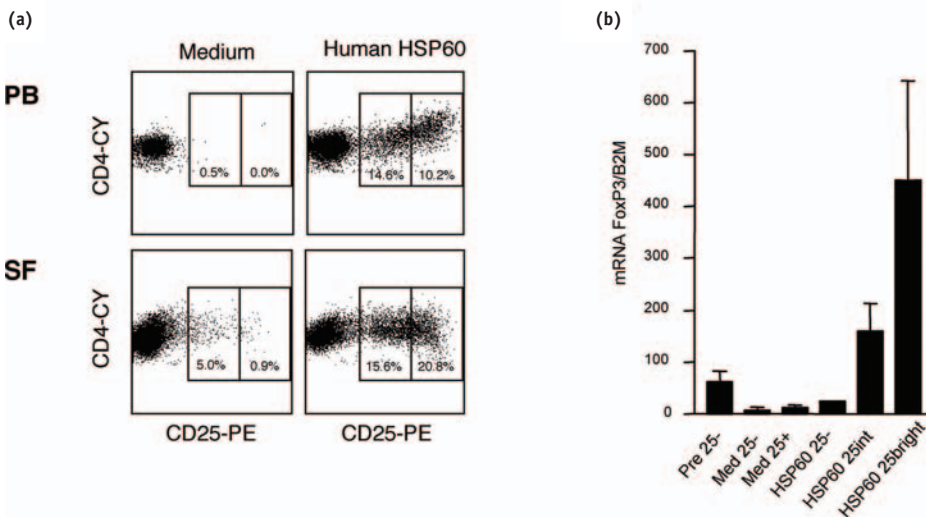 (a)
Medium
Human HSP60
PB
CD4-CY
0.5%
0.0%
14.6%
10.2%
SF
CD4-CY
5.0%
0.9%
15.6%
20.8%
CD25-PE
CD25-PE
(b)
mRNA FoxP3/B2M
700
600
500
400
300
200
100
0
Pre 25-
Med 25-
Med 25+
HSP60 25-
HSP60 25int
HSP60 25bright